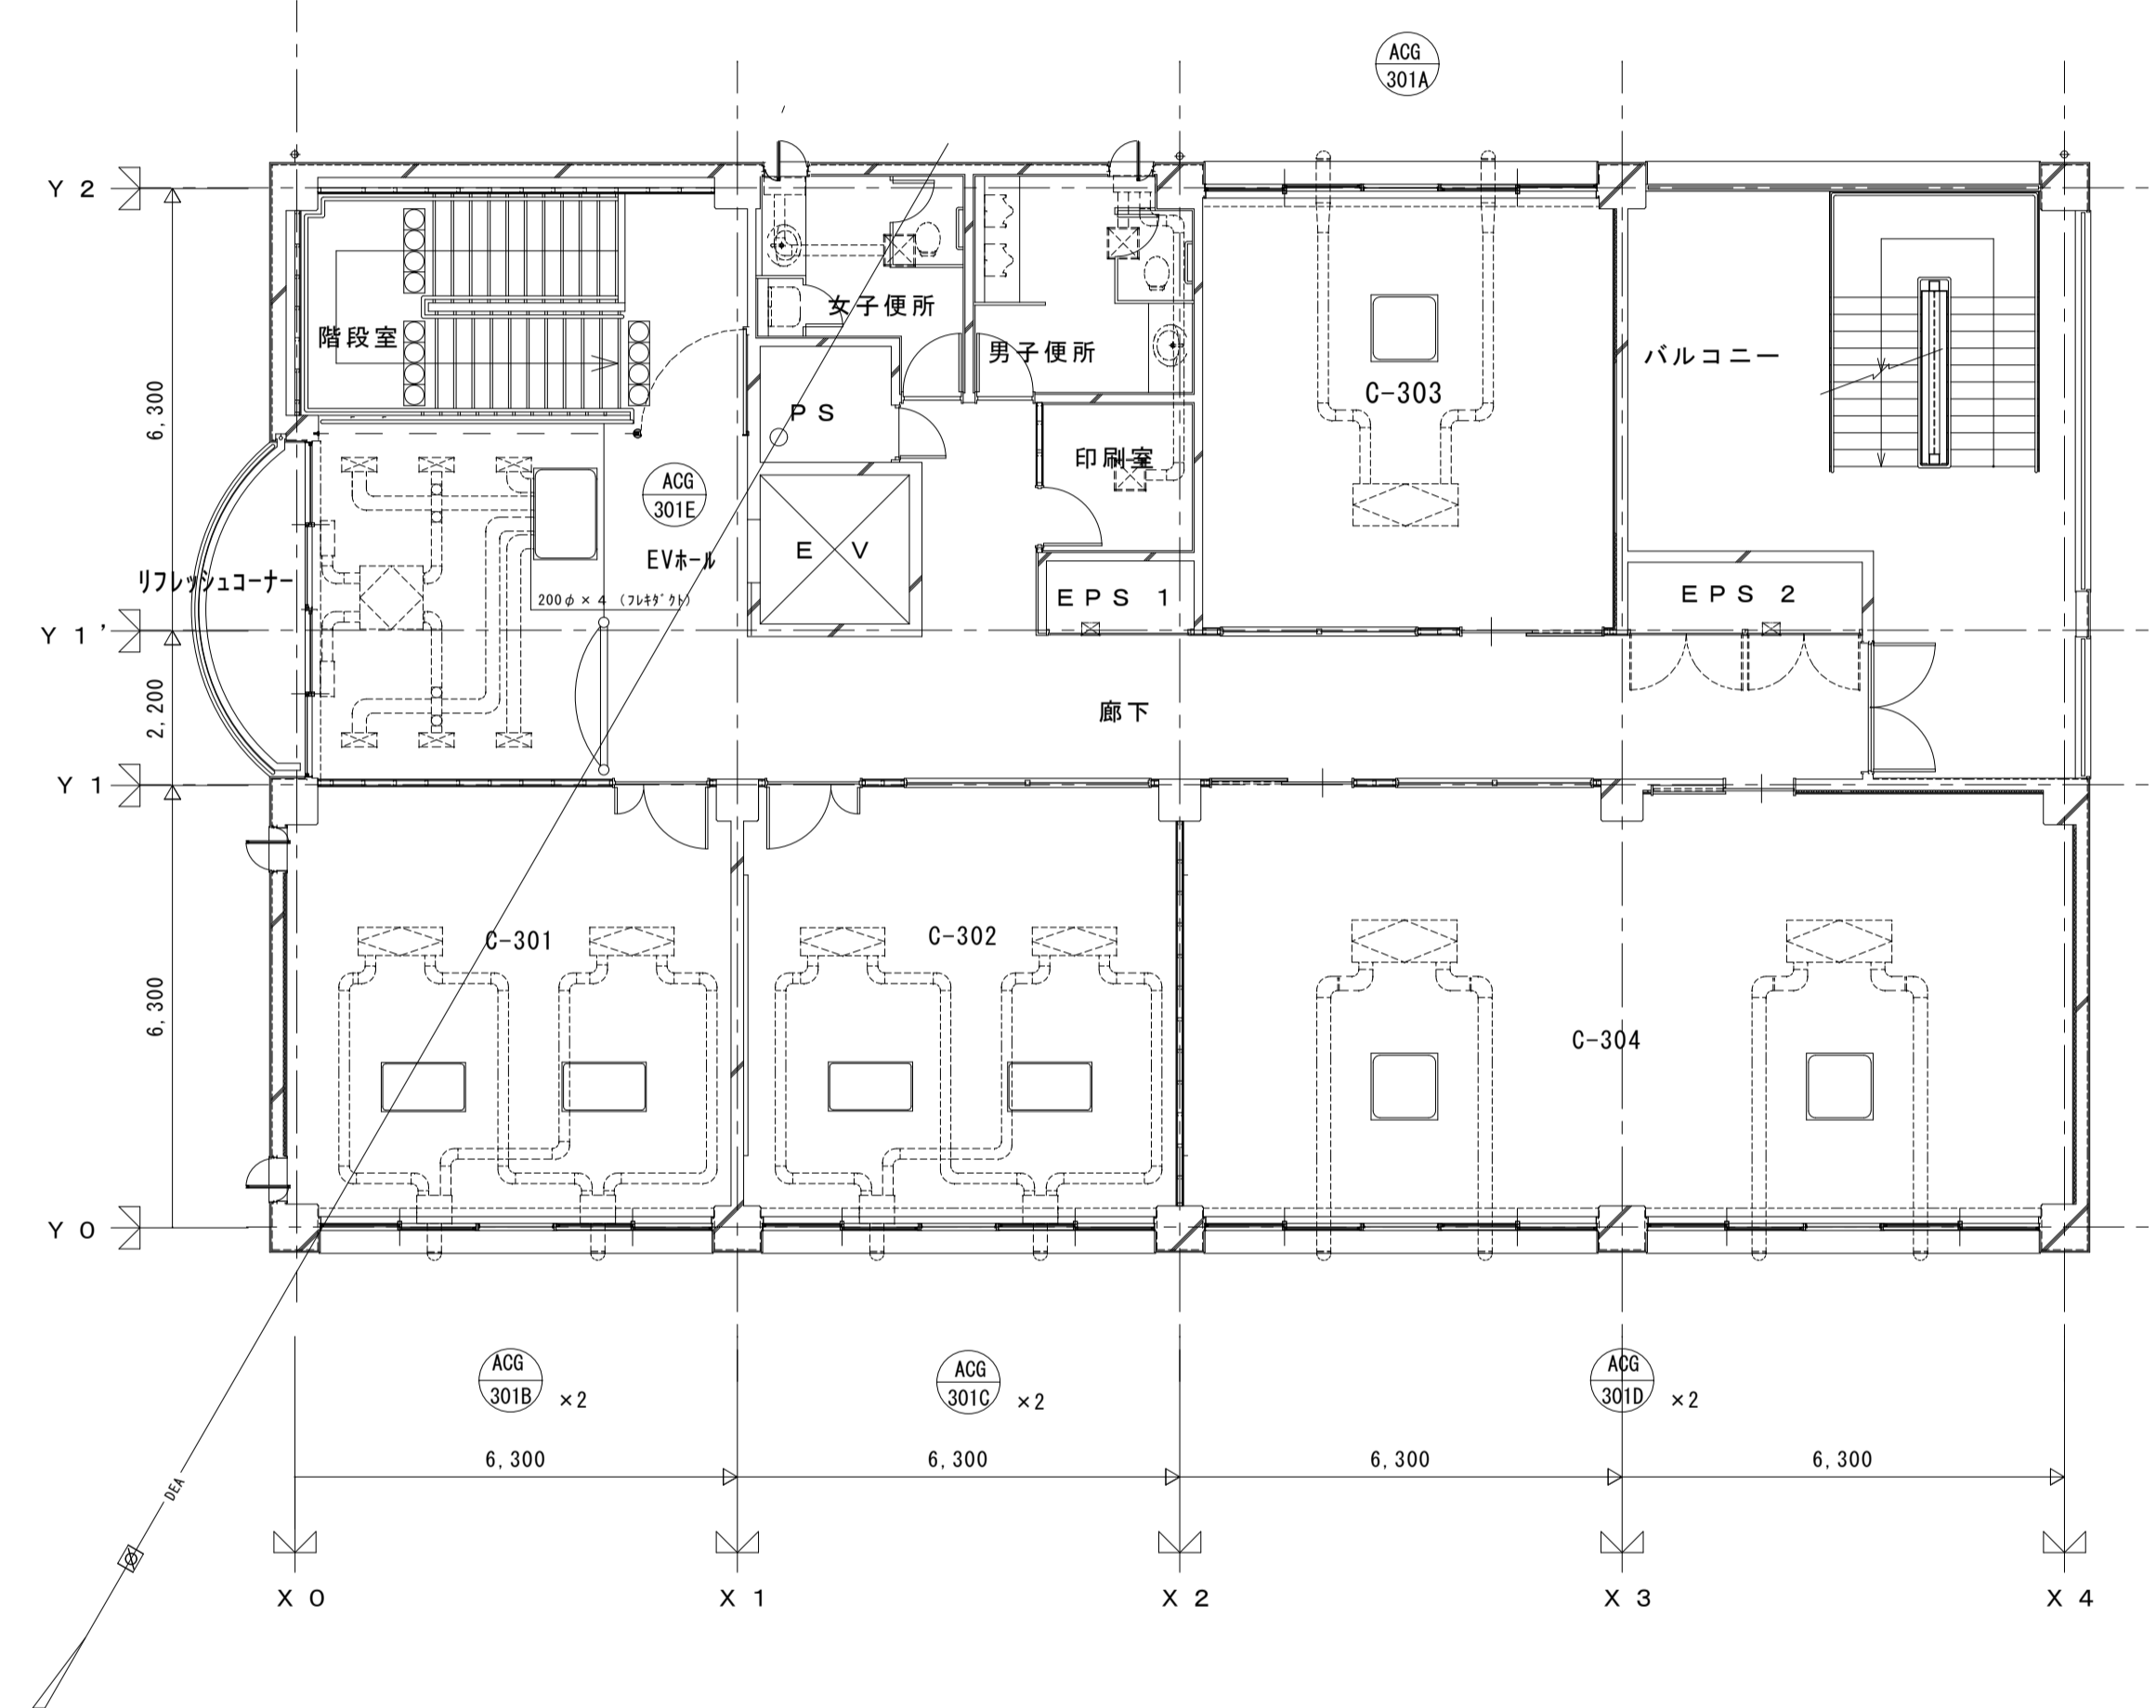 ACG
301A
Y 2
6,300
女子便所
階段室
男子便所
バルコニー
C-303
PS
印刷室
ACG
301E
E V
EVホール
リフレッシュコーナー
200φ × 4 (フレキダクト)
EPS 1
EPS 2
Y 1'
2,200
廊下
Y 1
6,300
C-301
C-302
C-304
Y 0
ACG
301B
×2
ACG
301C
×2
ACG
301D
×2
6,300
6,300
6,300
6,300
DEA
X 0
X 1
X 2
X 3
X 4